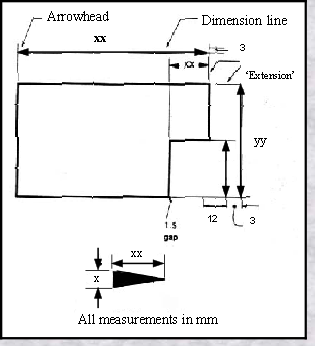 Arrowhead
Dimension line
xx
3
xx
'Extension'
yy
12
3
1.5
gap
xx
x
All measurements in mm